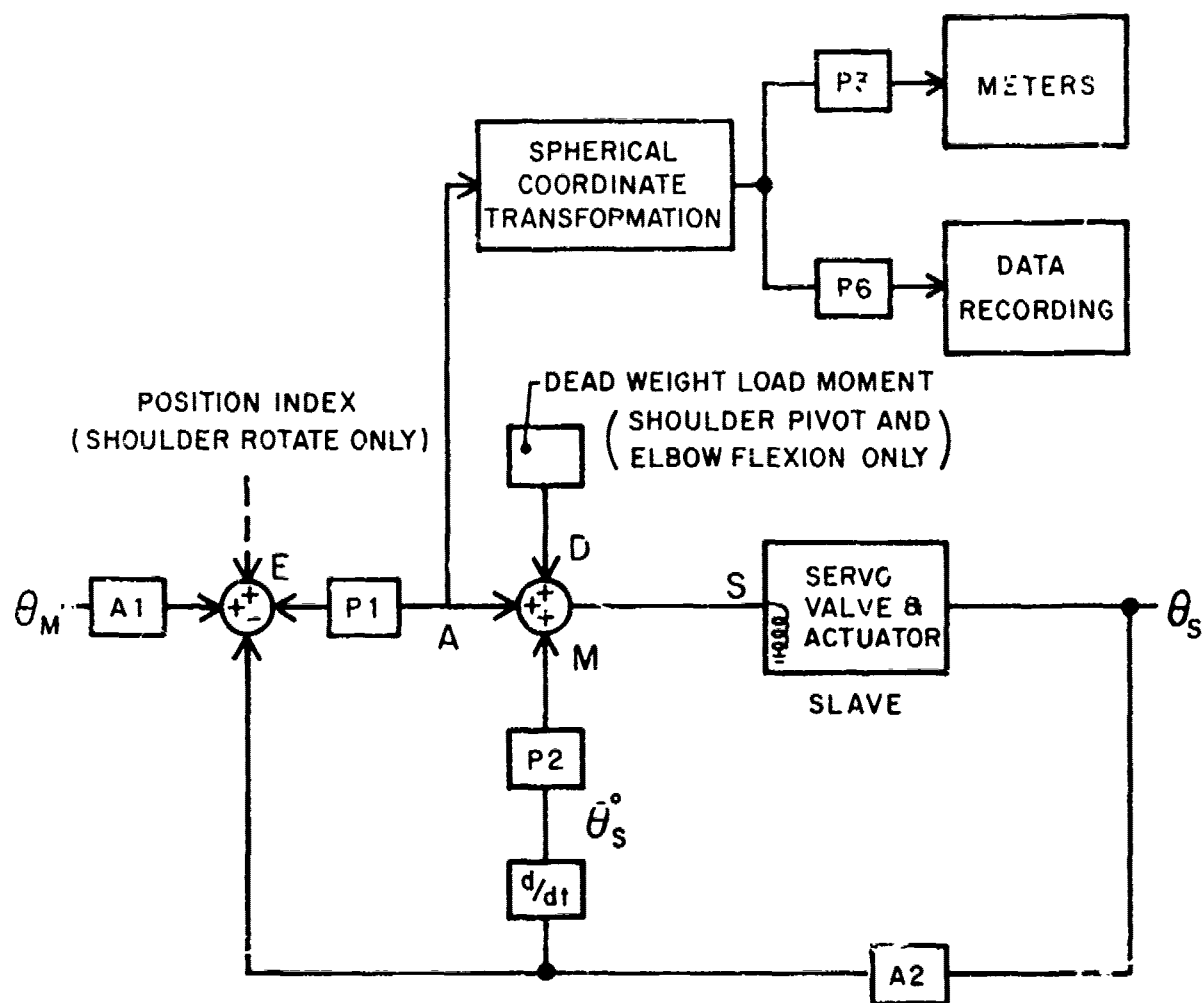 P7
METERS
SPHERICAL
COORDINATE
TRANSFORMATION
P6
DATA
RECORDING
DEAD WEIGHT LOAD MOMENT
(SHOULDER PIVOT AND
ELBOW FLEXION ONLY)
POSITION INDEX
(SHOULDER ROTATE ONLY)
E
D
θM
A1
+
+
-
P1
A
+
+
+
M
S
SERVO
VALVE &
ACTUATOR
θS
SLAVE
P2
θ̇S
d/dt
A2